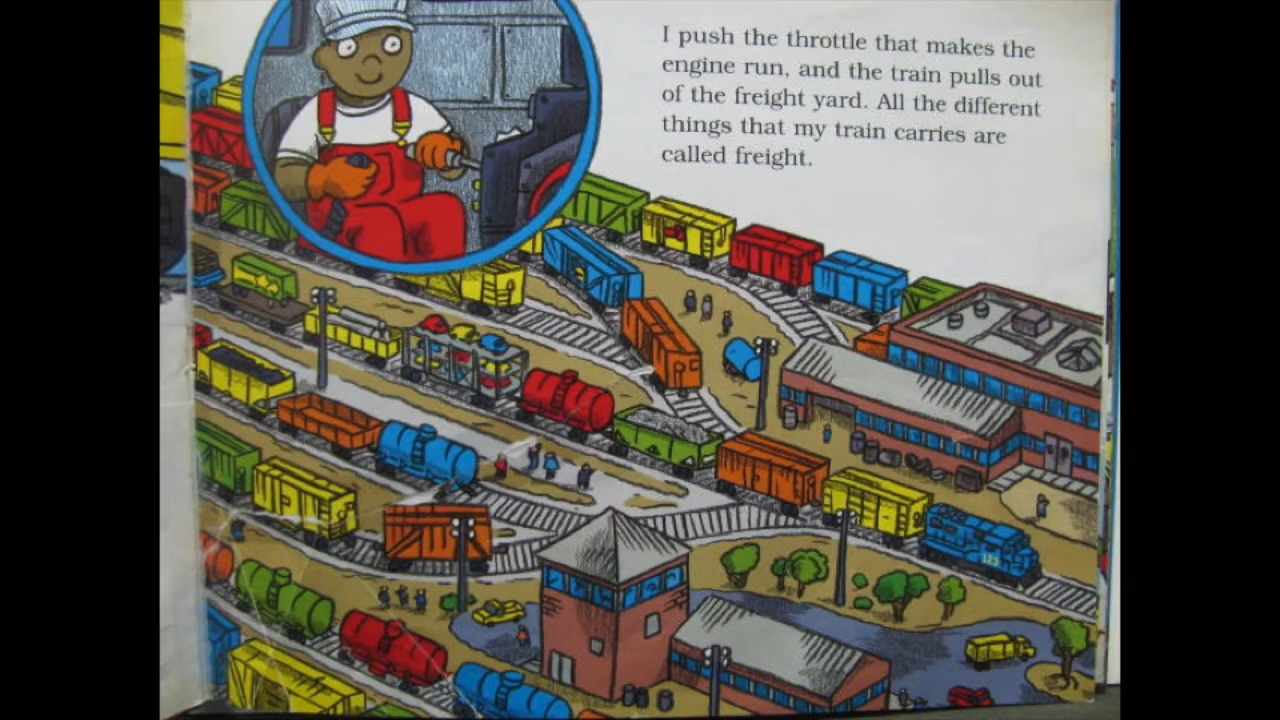 I push the throttle that makes the
engine run, and the train pulls out
of the freight yard. All the different
things that my train carries are
called freight.
123